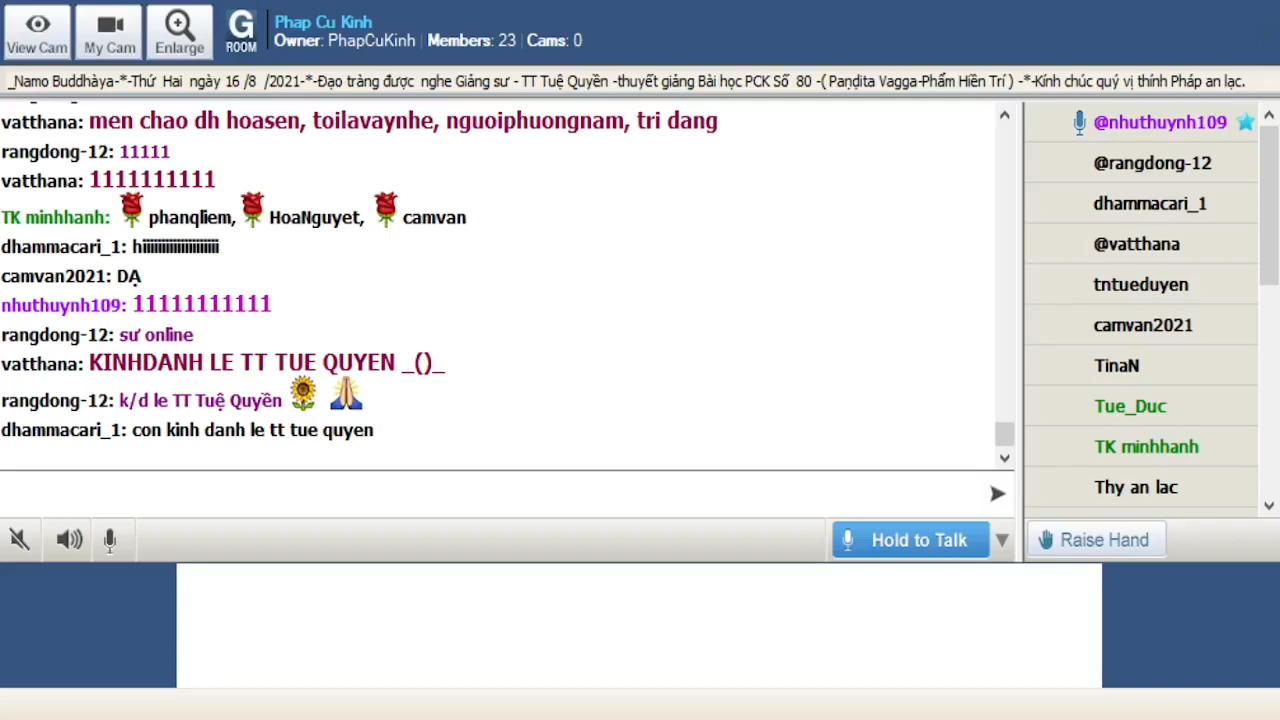 View Cam
My Cam
Enlarge
G
ROOM
Phap Cu Kinh
Owner: PhapCuKinh | Members: 23 | Cams: 0
_Namo Buddhàya-*-Thứ Hai ngày 16 /8 /2021-*-Đạo tràng được nghe Giảng sư - TT Tuệ Quyền -thuyết giảng Bài học PCK Số 80 -( Paṇḍita Vagga-Phẩm Hiền Trí ) -*-Kính chúc quý vị thính Pháp an lạc.
vatthana: men chao dh hoasen, toilavaynhe, nguoiphuongnam, tri dang
rangdong-12: 11111
vatthana: 1111111111
TK minhhanh: phanqliem, HoaNguyet, camvan
dhammacari_1: hiiiiiiiiiiiiiiiiiii
camvan2021: DẠ
nhuthuynh109: 11111111111
rangdong-12: sư online
vatthana: KINHDANH LE TT TUE QUYEN _()_
rangdong-12: k/d le TT Tuệ Quyền
dhammacari_1: con kinh danh le tt tue quyen
@nhuthuynh109
@rangdong-12
dhammacari_1
@vatthana
tntueduyen
camvan2021
TinaN
Tue_Duc
TK minhhanh
Thy an lac
Hold to Talk
Raise Hand